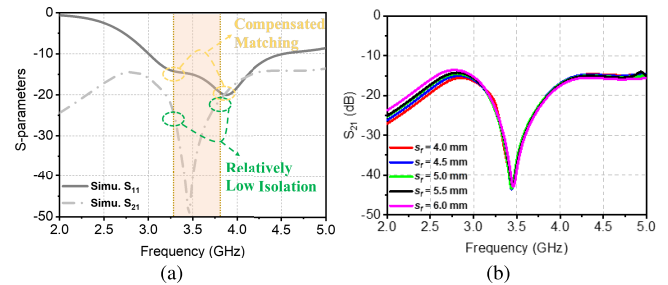 0
-10
-20
-30
-40
-50
S-parameters
Compensated
Matching
Relatively
Low Isolation
Simu. S11
Simu. S21
2.0 2.5 3.0 3.5 4.0 4.5 5.0
Frequency (GHz)
(a)
0
-10
-20
-30
-40
-50
S21 (dB)
sr = 4.0 mm
sr = 4.5 mm
sr = 5.0 mm
sr = 5.5 mm
sr = 6.0 mm
2.0 2.5 3.0 3.5 4.0 4.5 5.0
Frequency (GHz)
(b)